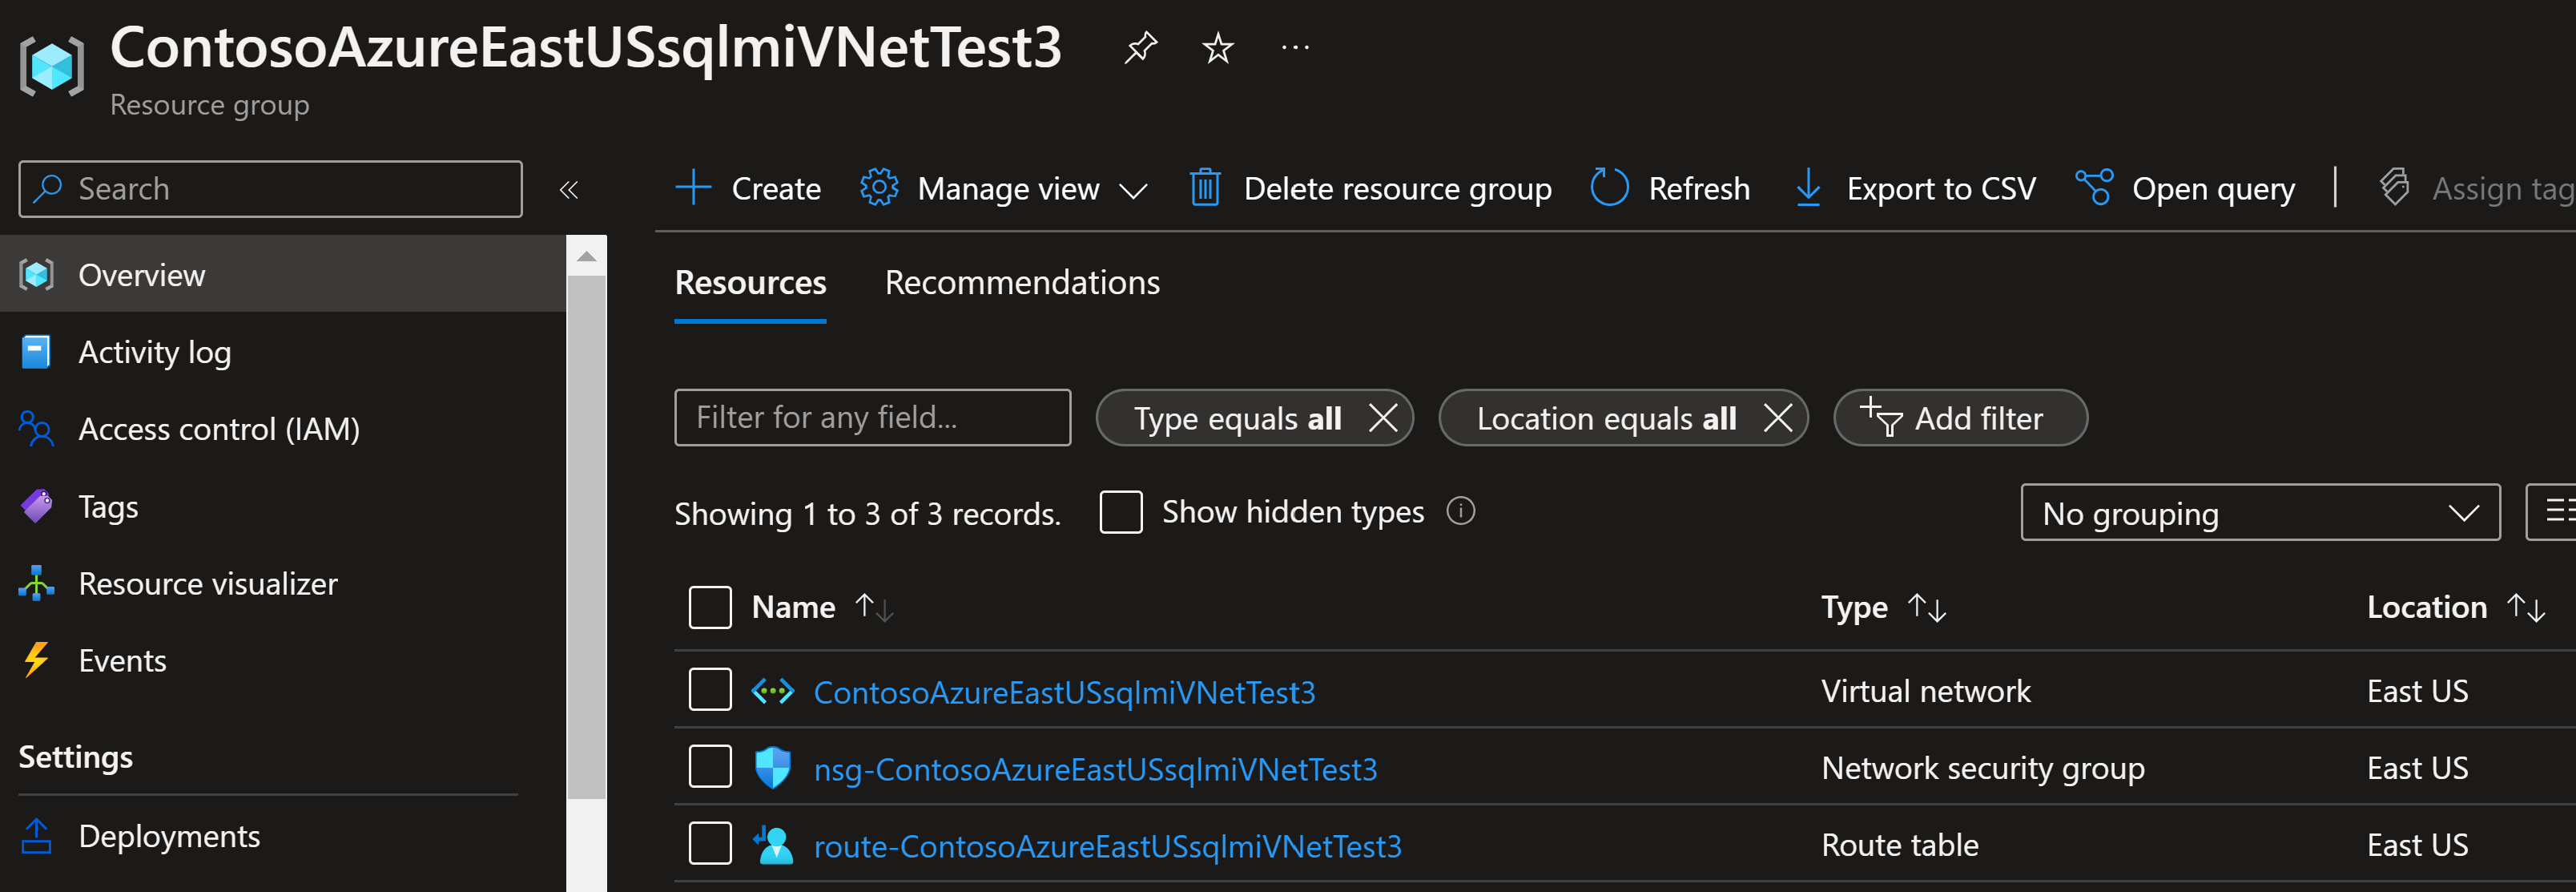 ContosoAzureEastUSsqlmiVNetTest3
Resource group
Search
Create Manage view Delete resource group Refresh Export to CSV Open query Assign tag
Overview
Activity log
Access control (IAM)
Tags
Resource visualizer
Events
Settings
Deployments
Resources Recommendations
Filter for any field... Type equals all Location equals all Add filter
Showing 1 to 3 of 3 records. Show hidden types No grouping
Name Type Location
ContosoAzureEastUSsqlmiVNetTest3 Virtual network East US
nsg-ContosoAzureEastUSsqlmiVNetTest3 Network security group East US
route-ContosoAzureEastUSsqlmiVNetTest3 Route table East US